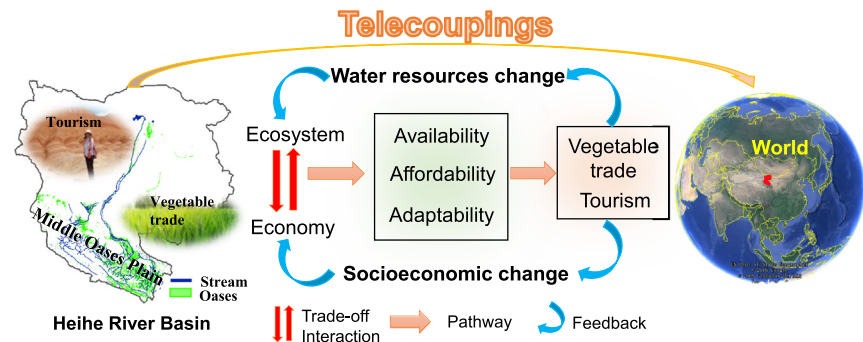 Telecouplings
Water resources change
Tourism
Vegetable
trade
Middle Oases Plain
Stream
Oases
Heihe River Basin
Ecosystem
Economy
Availability
Affordability
Adaptability
Vegetable
trade
Tourism
World
Socioeconomic change
Trade-off
Interaction
Pathway
Feedback